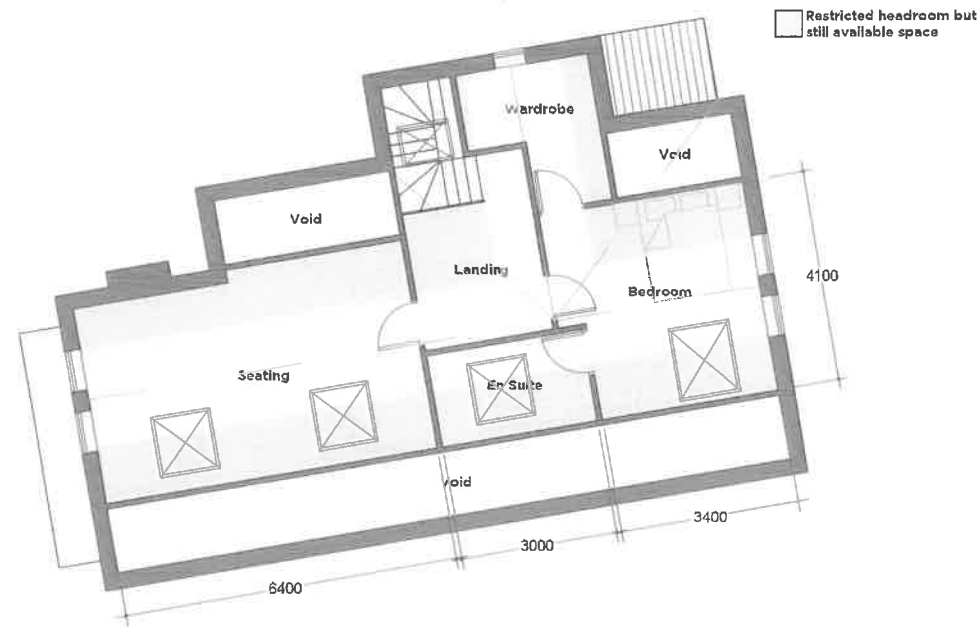 Restricted headroom but
still available space
Wardrobe
Void
Void
Landing
Bedroom
4100
Seating
En Suite
Void
3400
3000
6400